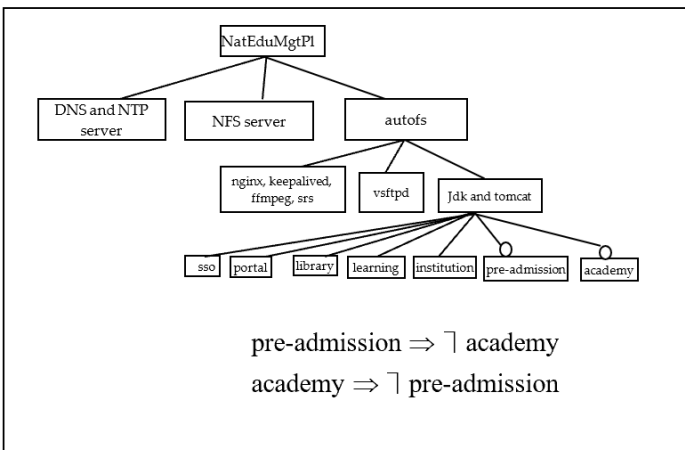 NatEduMgtPl
DNS and NTP
server
NFS server
autofs
nginx, keepalived,
ffmpeg, srs
vsftpd
Jdk and tomcat
sso
portal
library
learning
institution
pre-admission
academy
pre-admission ⇒ ⏋ academy
academy ⇒ ⏋ pre-admission